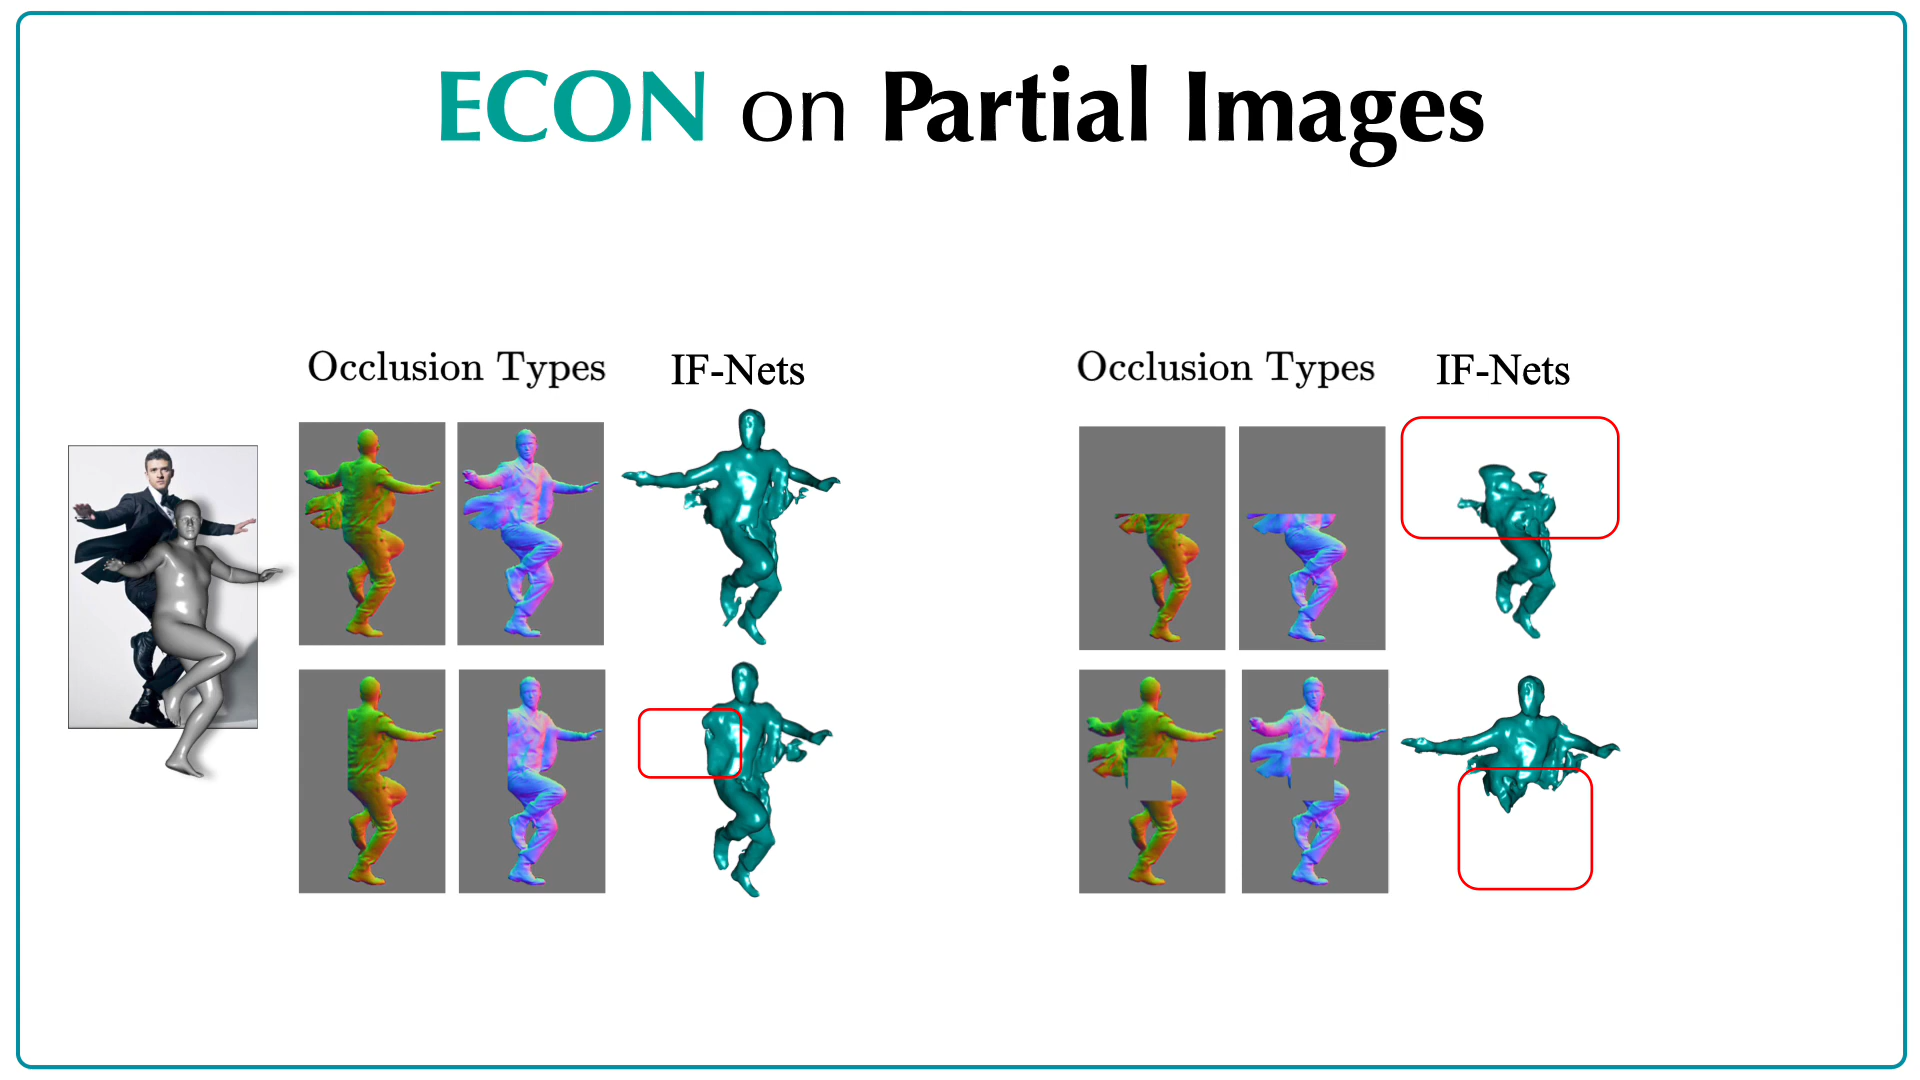 ECON on Partial Images
Occlusion Types
IF-Nets
Occlusion Types
IF-Nets